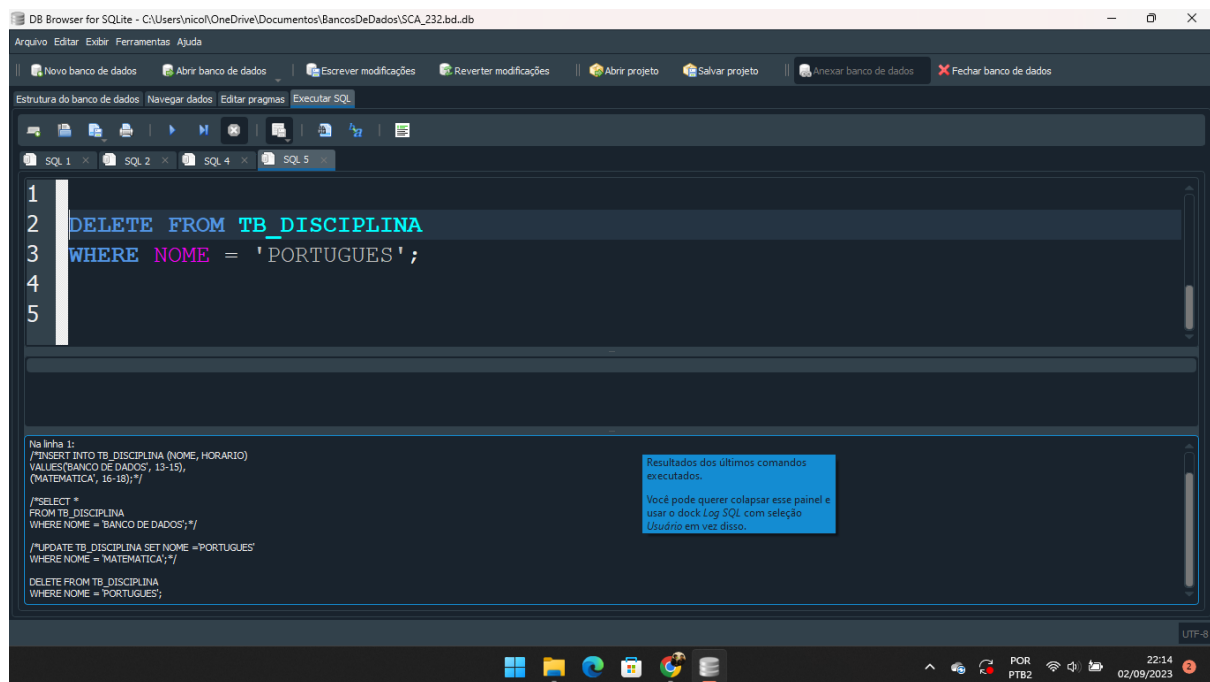 DB Browser for SQLite - C:\Users\nicol\OneDrive\Documentos\BancosDeDados\SCA_232.bd..db
Arquivo Editar Exibir Ferramentas Ajuda
Novo banco de dados Abrir banco de dados Escrever modificações Reverter modificações Abrir projeto Salvar projeto Anexar banco de dados Fechar banco de dados
Estrutura do banco de dados Navegar dados Editar pragmas Executar SQL
SQL 1 SQL 2 SQL 4 SQL 5
1
2 DELETE FROM TB_DISCIPLINA
3 WHERE NOME = 'PORTUGUES';
4
5
Na linha 1:
/*INSERT INTO TB_DISCIPLINA (NOME, HORARIO)
VALUES('BANCO DE DADOS', 13-15),
('MATEMATICA', 16-18);*/
/*SELECT *
FROM TB_DISCIPLINA
WHERE NOME = 'BANCO DE DADOS';*/
/*UPDATE TB_DISCIPLINA SET NOME ='PORTUGUES'
WHERE NOME = 'MATEMATICA';*/
DELETE FROM TB_DISCIPLINA
WHERE NOME = 'PORTUGUES';
Resultados dos últimos comandos
executados.
Você pode querer colapsar esse painel e
usar o dock Log SQL com seleção
Usuário em vez disso.
UTF-8
POR
PTB2
22:14
02/09/2023
2